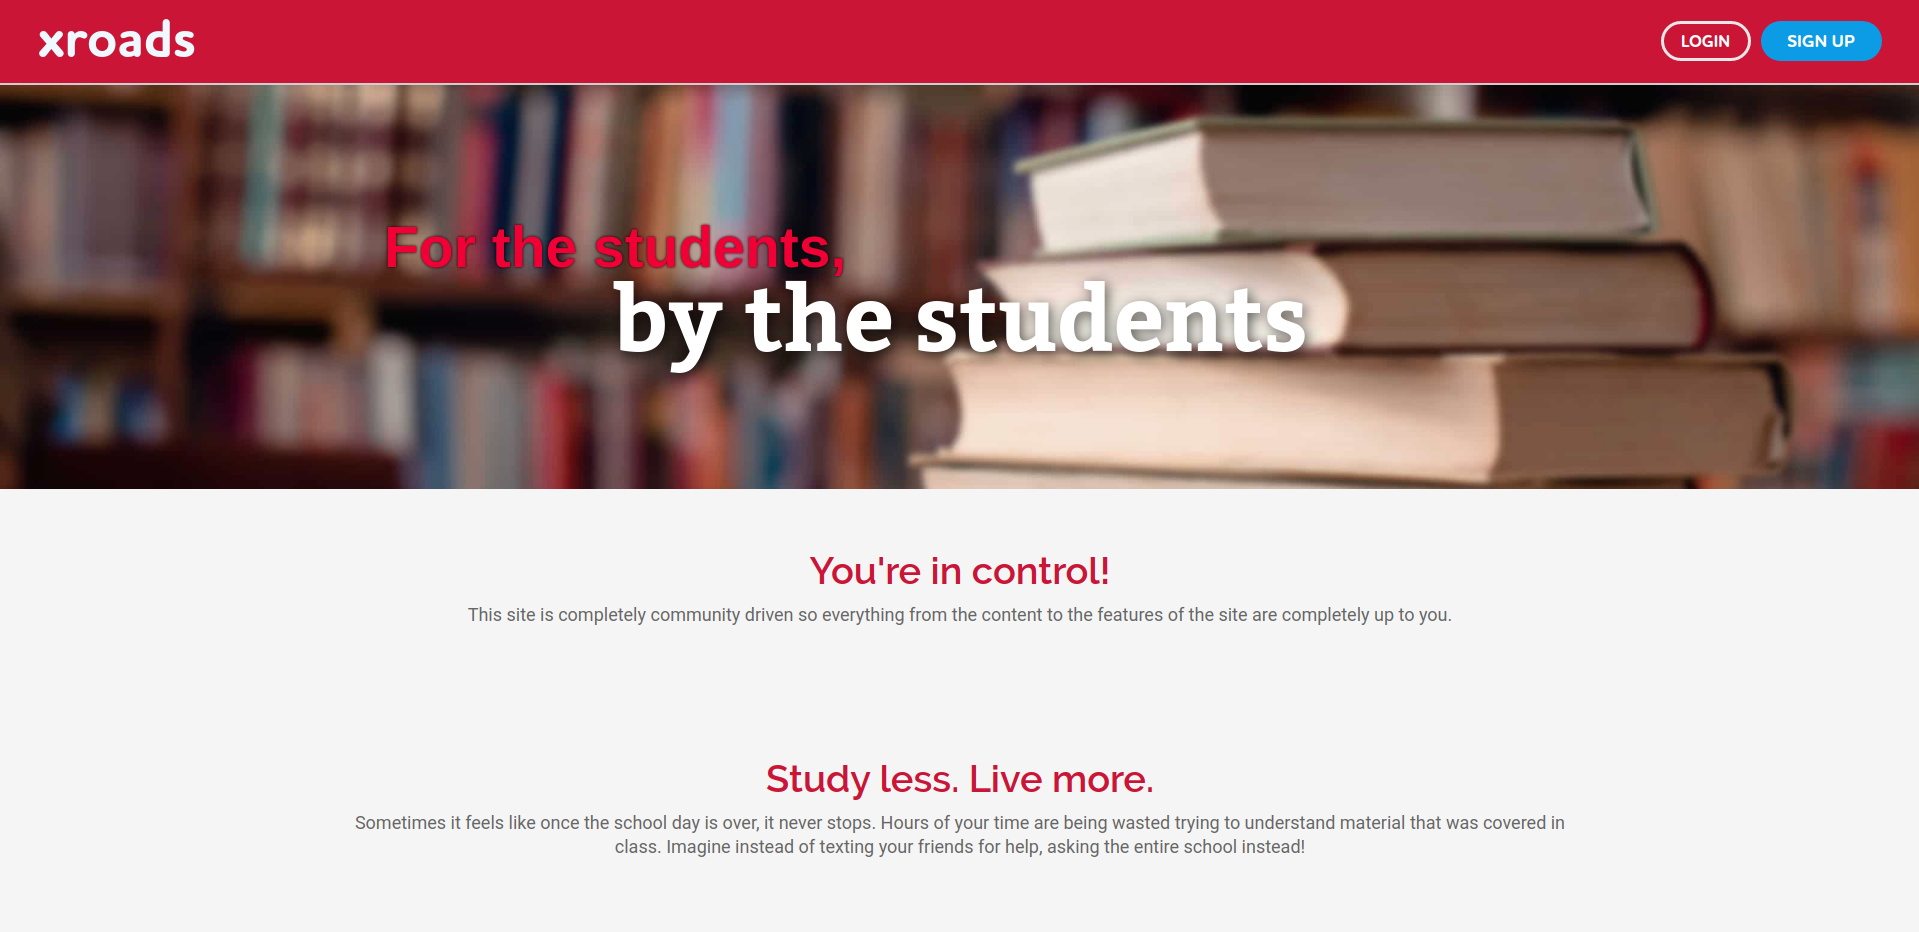 xroads
LOGIN
SIGN UP
For the students,
by the students
You're in control!
This site is completely community driven so everything from the content to the features of the site are completely up to you.
Study less. Live more.
Sometimes it feels like once the school day is over, it never stops. Hours of your time are being wasted trying to understand material that was covered in
class. Imagine instead of texting your friends for help, asking the entire school instead!